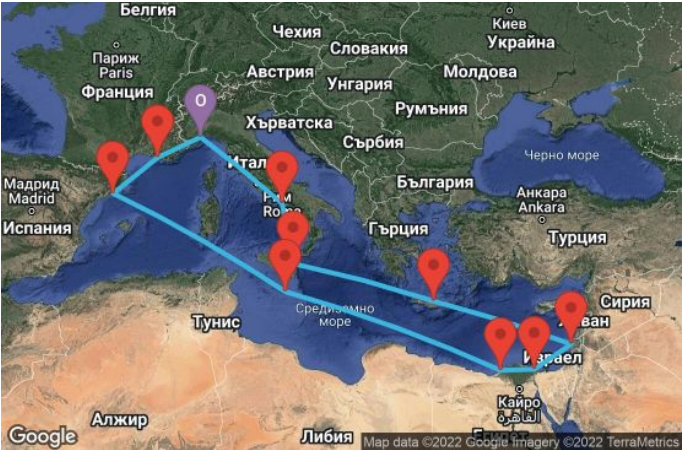 Белгия
Киев
Чехия
Украйна
Словакия
Париж
Paris
Австрия
Молдова
Унгария
Франция
Румъния
Хърватска
Сърбия
Черно море
Итал
България
Мадрид
Madrid
Рим
Roma
Анкара
Ankara
O
Испания
Гърция
Турция
Сирия
Средиземно
море
Тунис
Ливан
Израел
Кайро
القاهرة
Алжир
Либия
Египет
Google
Map data ©2022 Google Imagery ©2022 TerraMetrics